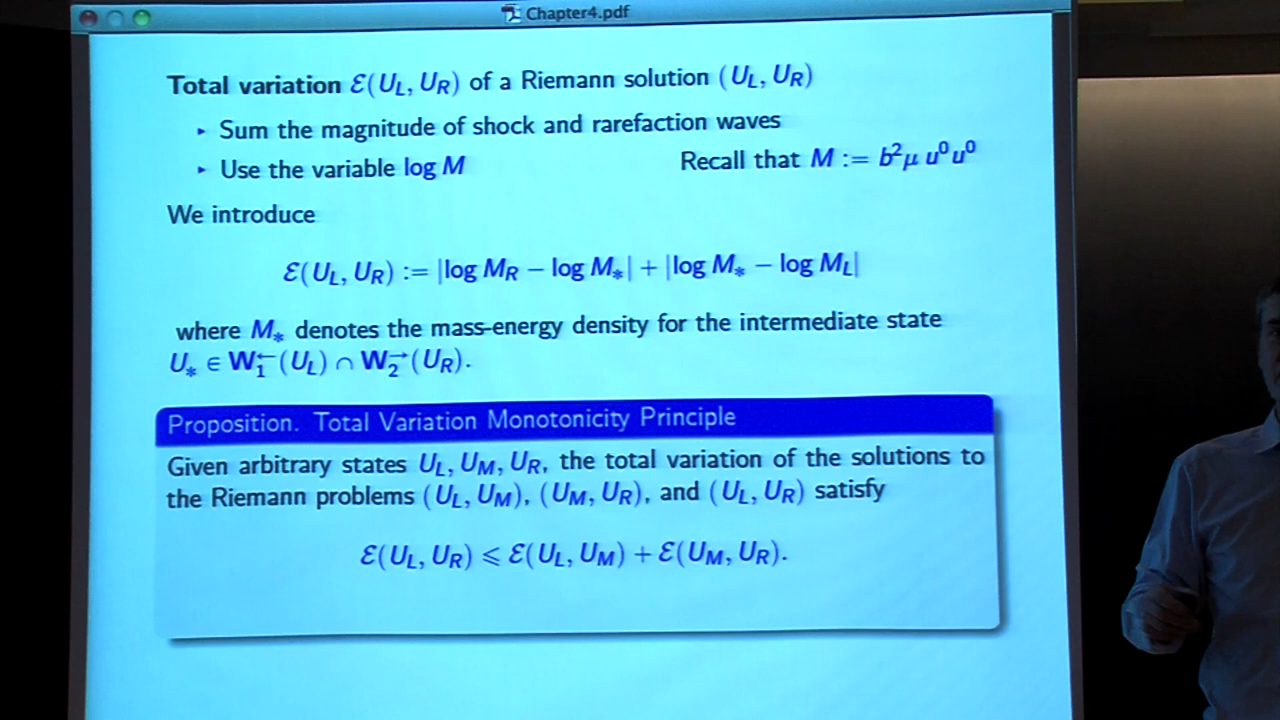 Chapter4.pdf
Total variation ℰ(U_L, U_R) of a Riemann solution (U_L, U_R)
▸ Sum the magnitude of shock and rarefaction waves
▸ Use the variable log M Recall that M := b²μ u⁰u⁰
We introduce
ℰ(U_L, U_R) := |log M_R − log M_*| + |log M_* − log M_L|
where M_* denotes the mass-energy density for the intermediate state
U_* ∈ W_1^←(U_L) ∩ W_2^→(U_R).
Proposition. Total Variation Monotonicity Principle
Given arbitrary states U_L, U_M, U_R, the total variation of the solutions to
the Riemann problems (U_L, U_M), (U_M, U_R), and (U_L, U_R) satisfy
ℰ(U_L, U_R) ⩽ ℰ(U_L, U_M) + ℰ(U_M, U_R).